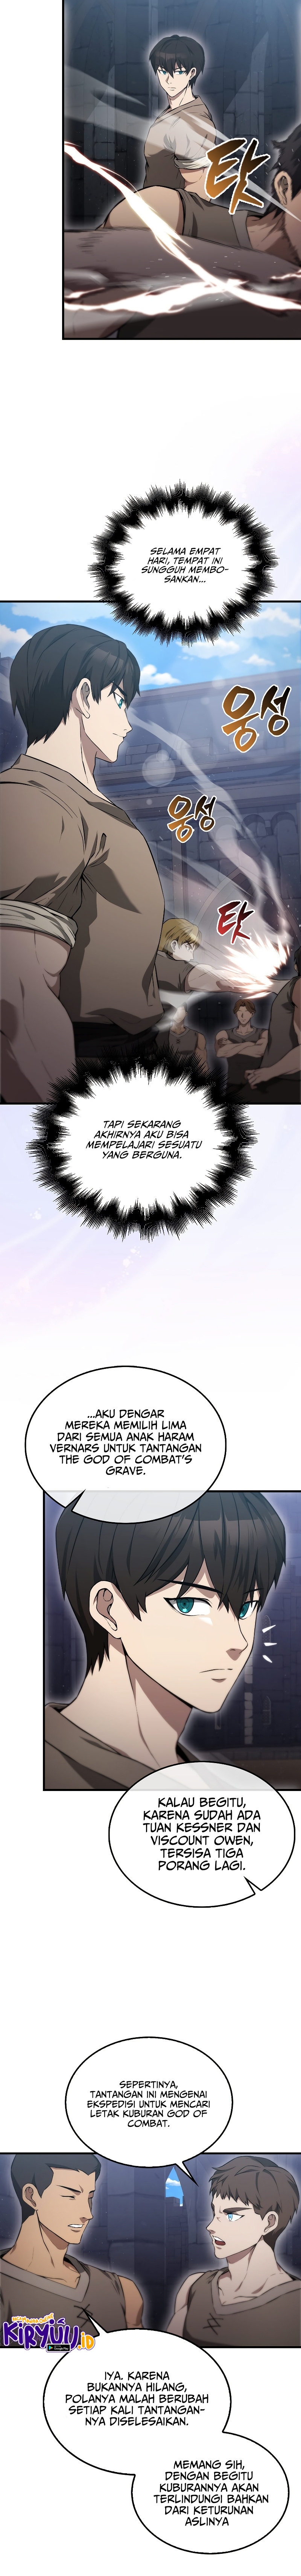 탁
SELAMA EMPAT
HARI, TEMPAT INI
SUNGGUH MEMBO-
SANKAN...
웅성
웅성
탁
TAPI SEKARANG
AKHIRNYA AKU BISA
MEMPELAJARI SESUATU
YANG BERGUNA.
...AKU DENGAR
MEREKA MEMILIH LIMA
DARI SEMUA ANAK HARAM
VERNARS UNTUK TANTANGAN
THE GOD OF COMBAT'S
GRAVE.
KALAU BEGITU,
KARENA SUDAH ADA
TUAN KESSNER DAN
VISCOUNT OWEN,
TERSISA TIGA
PORANG LAGI.
SEPERTINYA,
TANTANGAN INI MENGENAI
EKSPEDISI UNTUK MENCARI
LETAK KUBURAN GOD OF
COMBAT.
KIRYUU.ID
IYA. KARENA
BUKANNYA HILANG,
POLANYA MALAH BERUBAH
SETIAP KALI TANTANGAN-
NYA DISELESAIKAN.
MEMANG SIH,
DENGAN BEGITU
KUBURANNYA AKAN
TERLINDUNGI BAHKAN
DARI KETURUNAN
ASLINYA